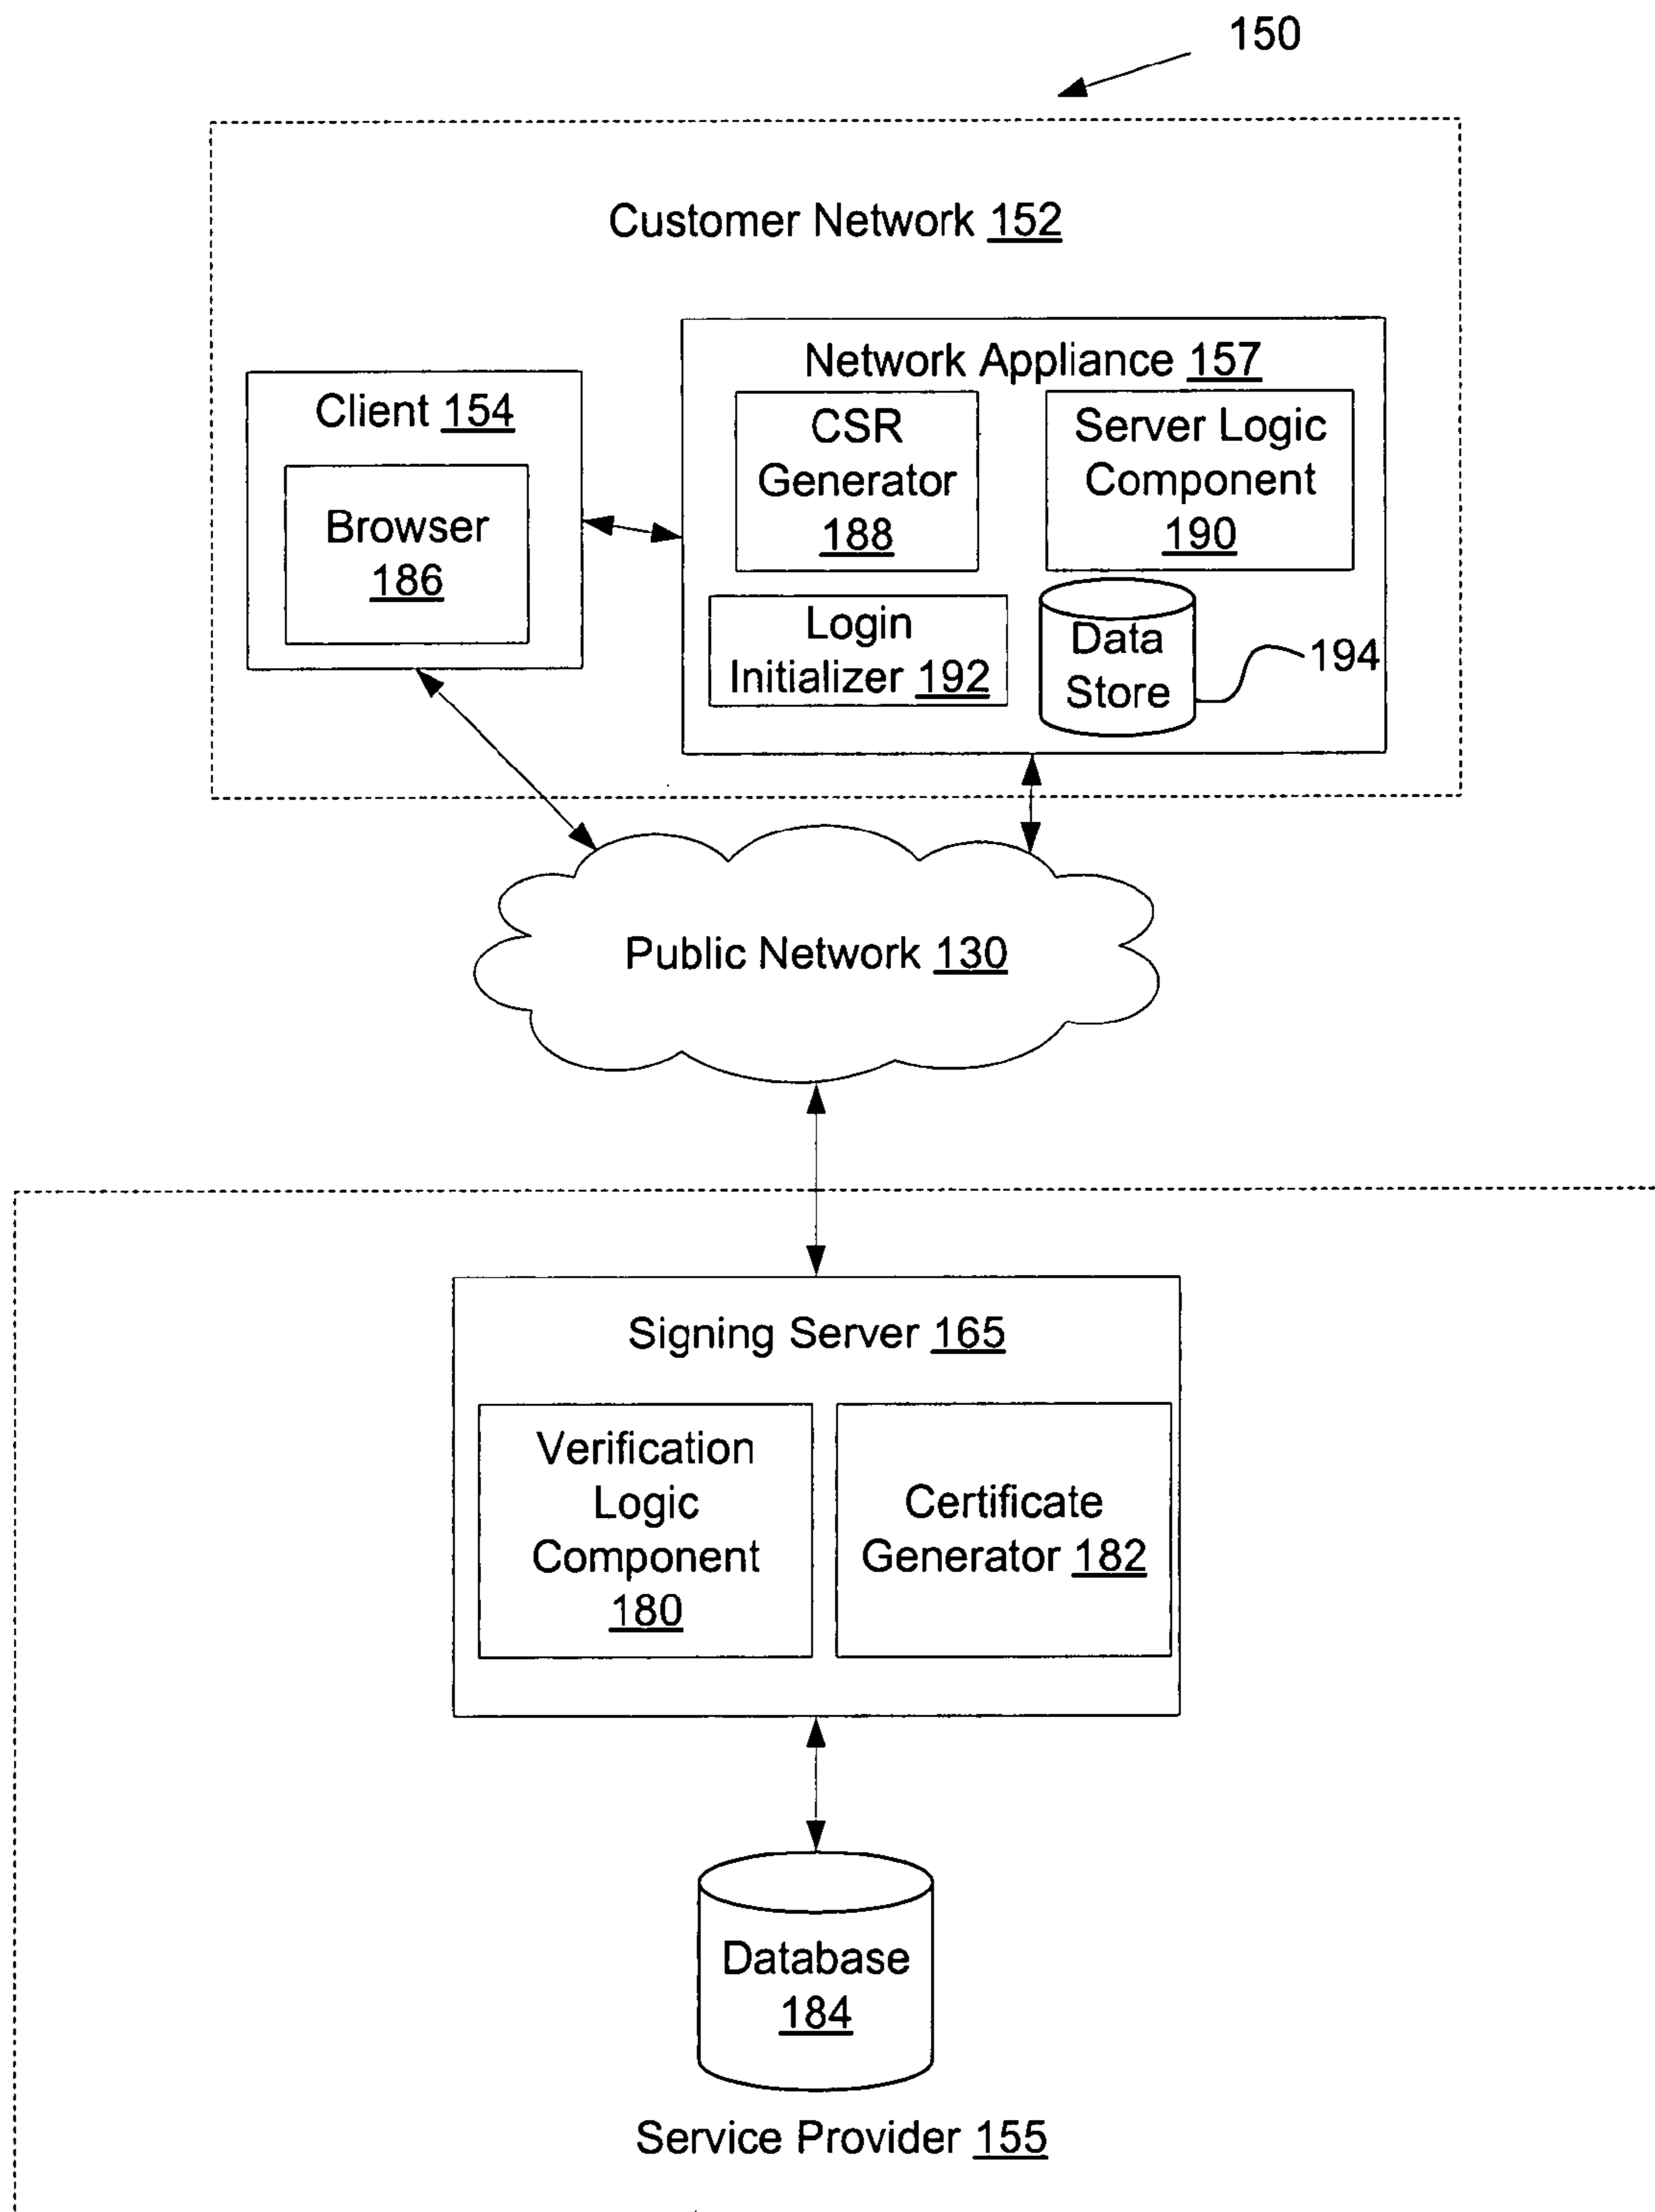 150
Customer Network 152
Network Appliance 157
Client 154
Browser
186
CSR
Generator
188
Server Logic
Component
190
Login
Initializer 192
Data
Store
194
Public Network 130
Signing Server 165
Verification
Logic
Component
180
Certificate
Generator 182
Database
184
Service Provider 155